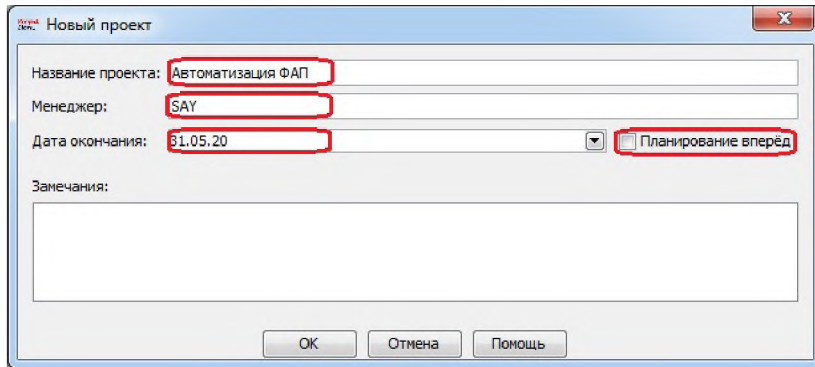 Новый проект
Название проекта: Автоматизация ФАП
Менеджер: SAY
Дата окончания: 31.05.20 Планирование вперёд
Замечания:
OK Отмена Помощь